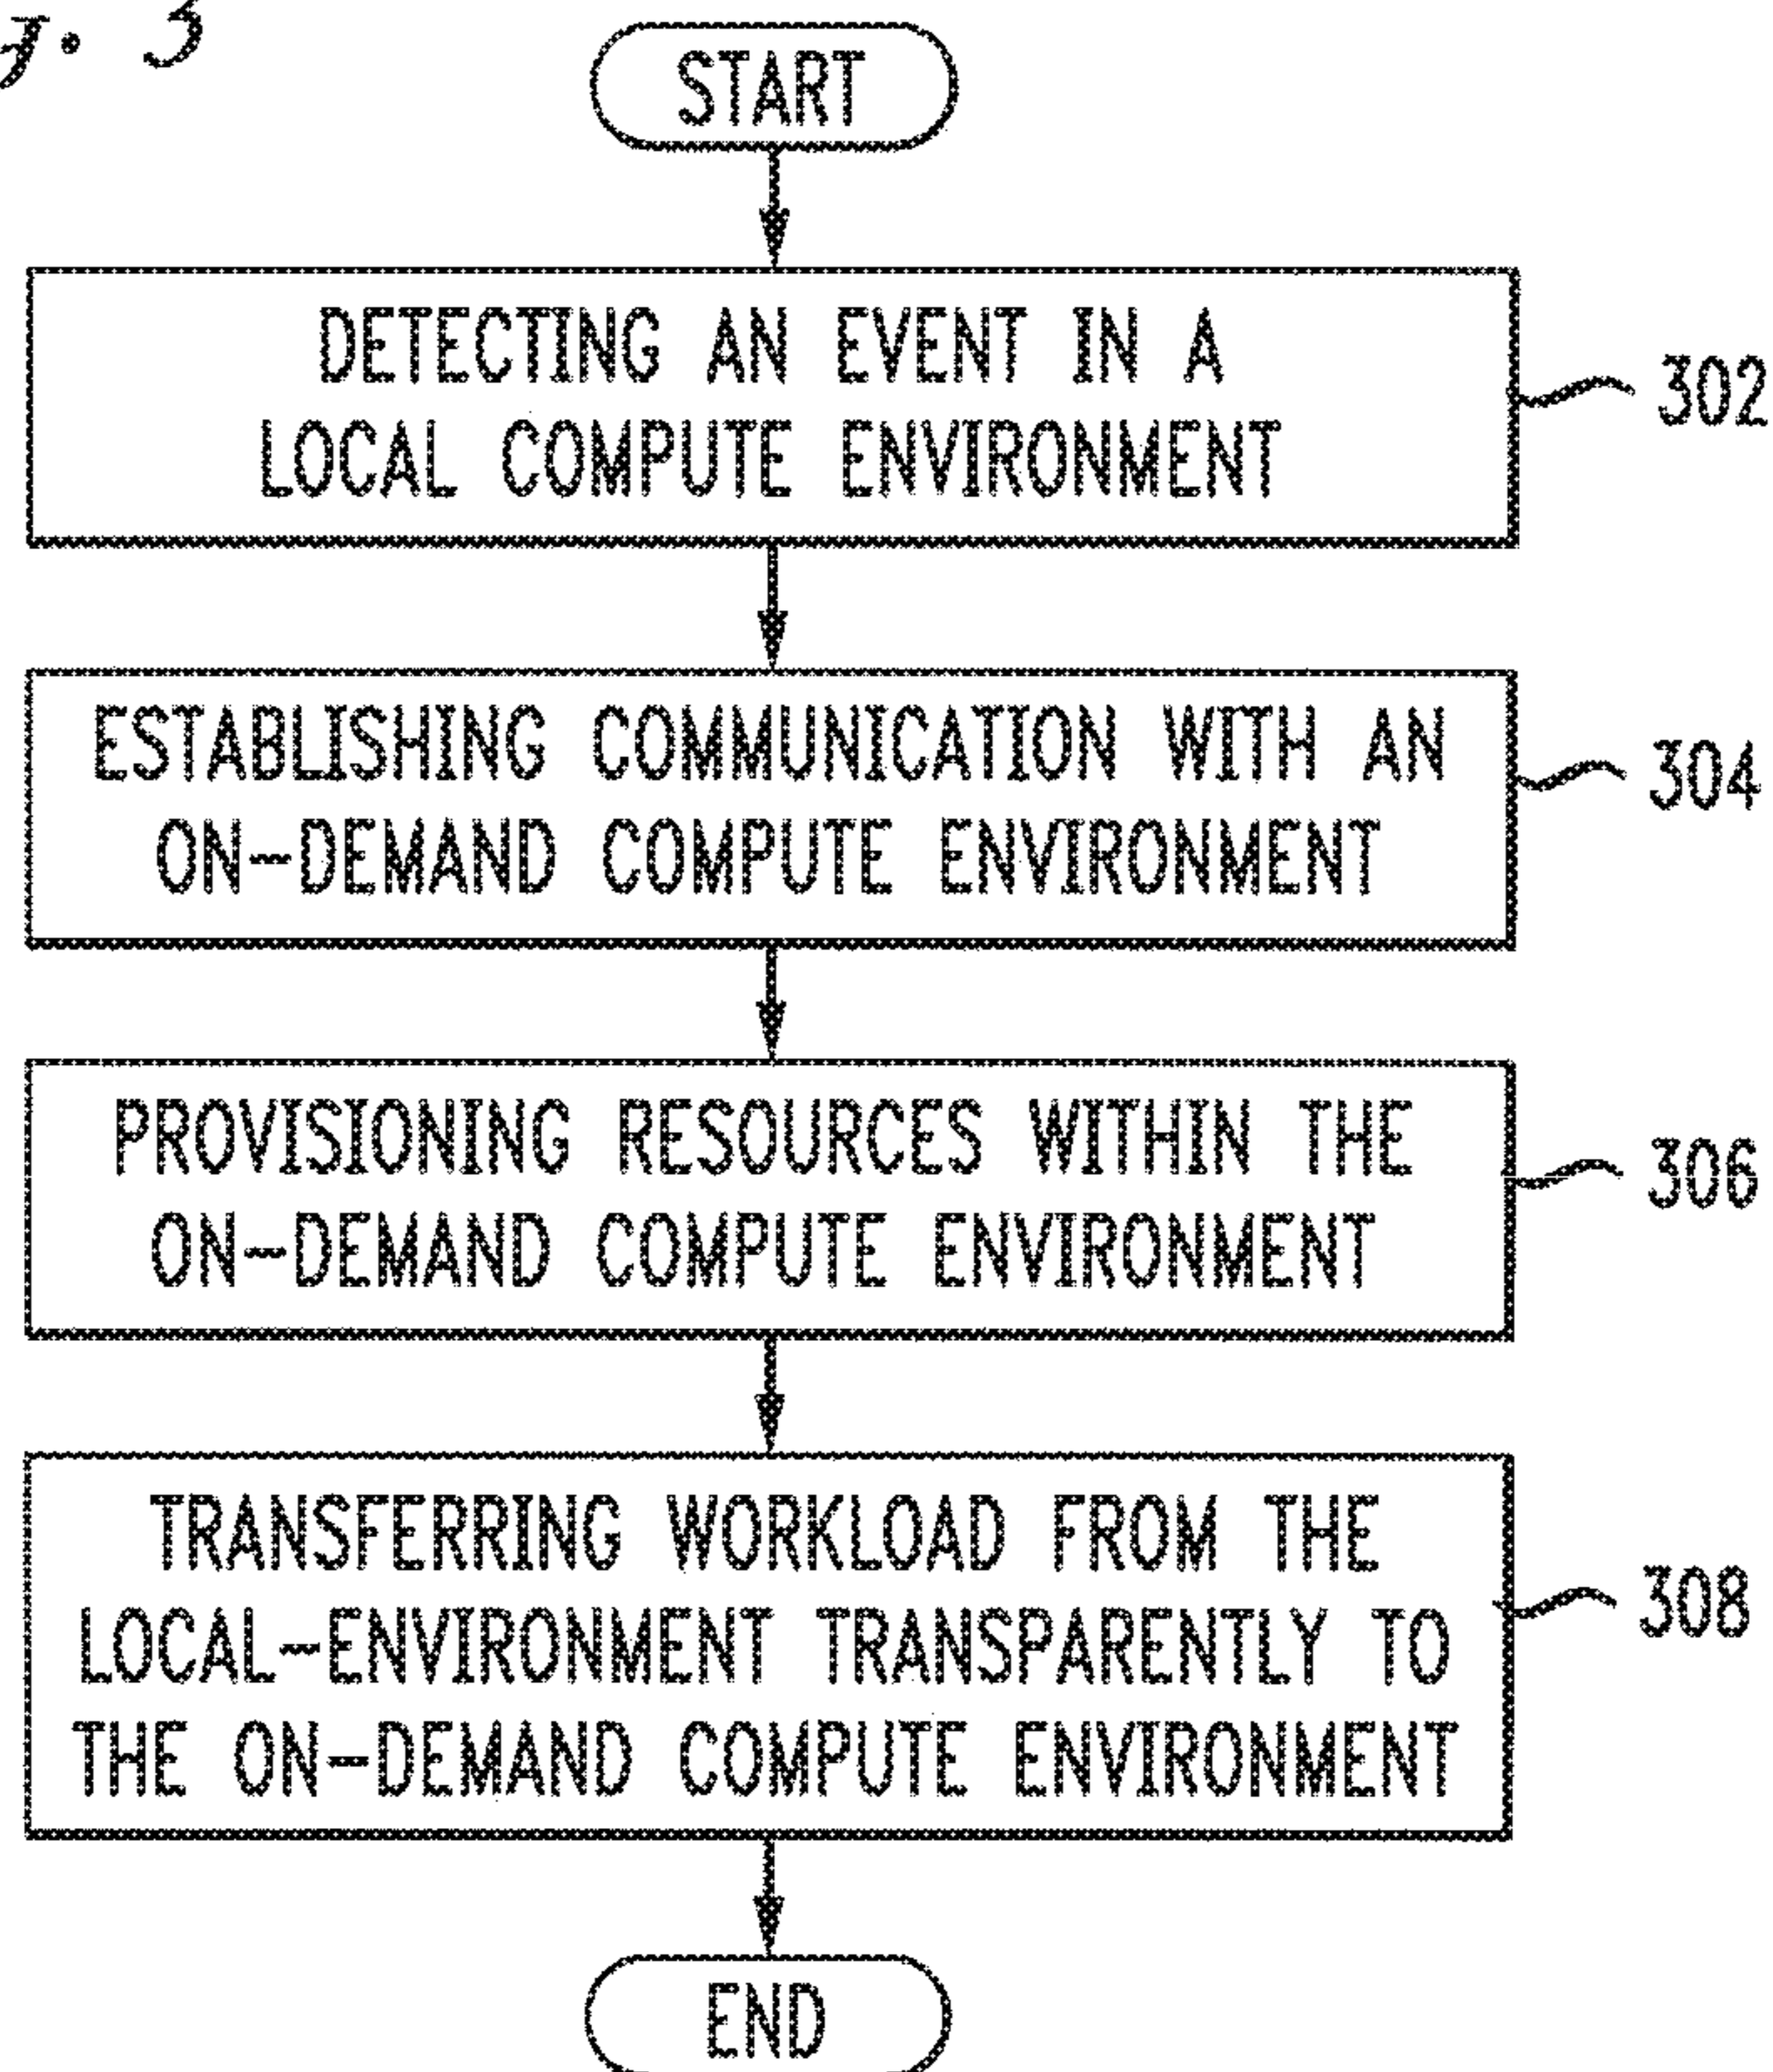 g. 3
START
DETECTING AN EVENT IN A
LOCAL COMPUTE ENVIRONMENT
302
ESTABLISHING COMMUNICATION WITH AN
ON-DEMAND COMPUTE ENVIRONMENT
304
PROVISIONING RESOURCES WITHIN THE
ON-DEMAND COMPUTE ENVIRONMENT
306
TRANSFERRING WORKLOAD FROM THE
LOCAL-ENVIRONMENT TRANSPARENTLY TO
THE ON-DEMAND COMPUTE ENVIRONMENT
308
END